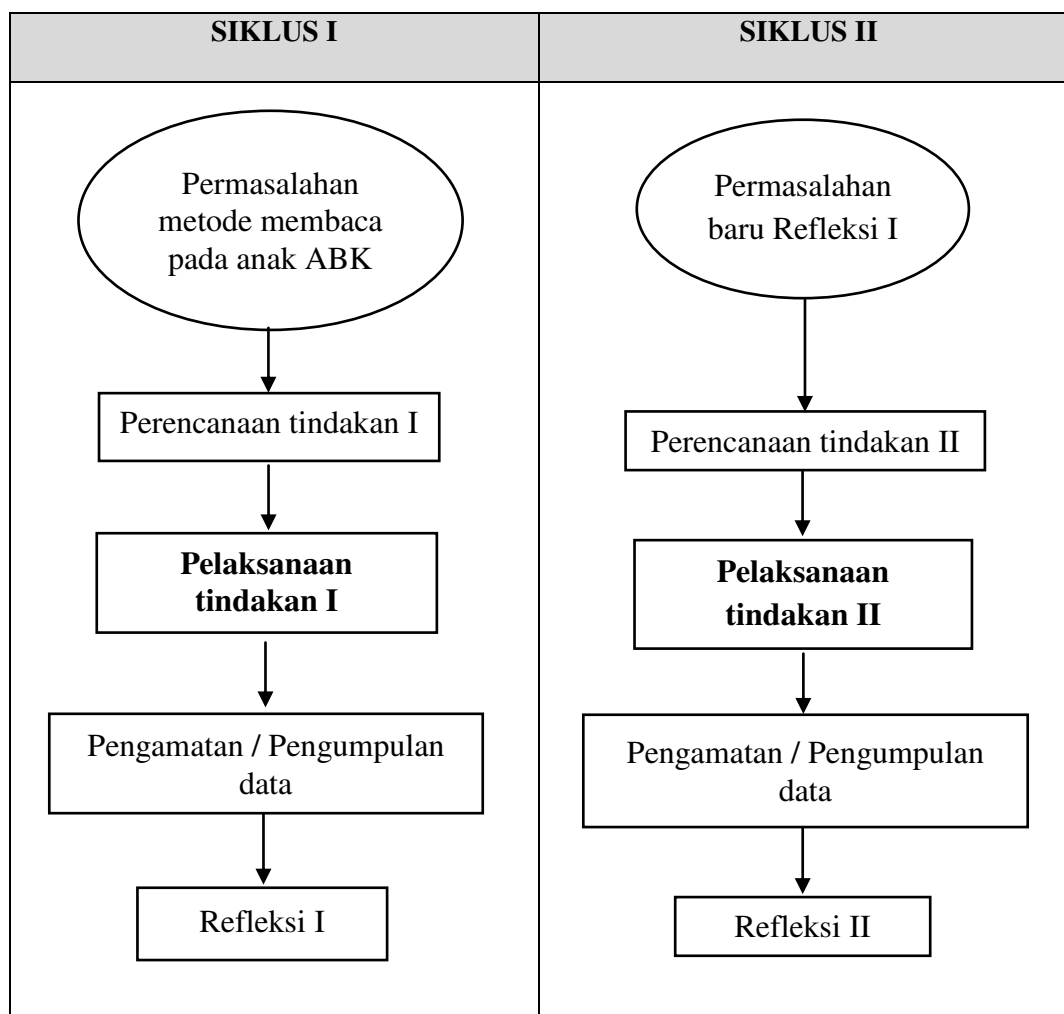 SIKLUS I
SIKLUS II
Permasalahan
metode membaca
pada anak ABK
Perencanaan tindakan I
Pelaksanaan
tindakan I
Pengamatan / Pengumpulan
data
Refleksi I
Permasalahan
baru Refleksi I
Perencanaan tindakan II
Pelaksanaan
tindakan II
Pengamatan / Pengumpulan
data
Refleksi II